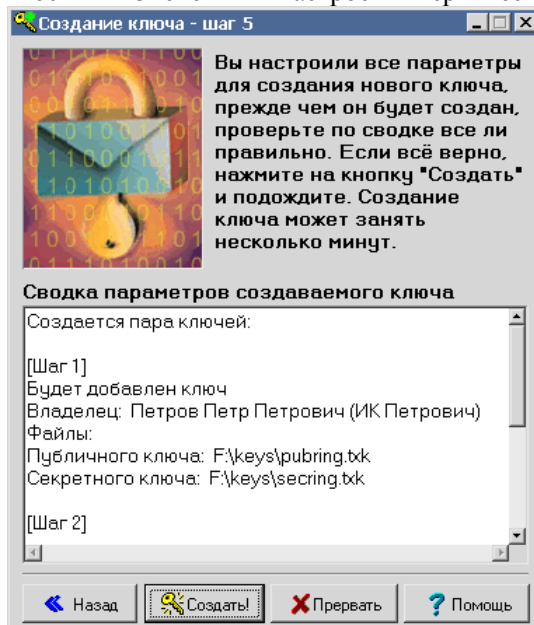 Создание ключа - шаг 5
Вы настроили все параметры
для создания нового ключа,
прежде чем он будет создан,
проверьте по сводке все ли
правильно. Если всё верно,
нажмите на кнопку "Создать"
и подождите. Создание
ключа может занять
несколько минут.
Сводка параметров создаваемого ключа
Создается пара ключей:
[Шаг 1]
Будет добавлен ключ
Владелец: Петров Петр Петрович (ИК Петрович)
Файлы:
Публичного ключа: F:\keys\pubring.txk
Секретного ключа: F:\keys\secring.txk
[Шаг 2]
Назад
Создать!
Прервать
Помощь